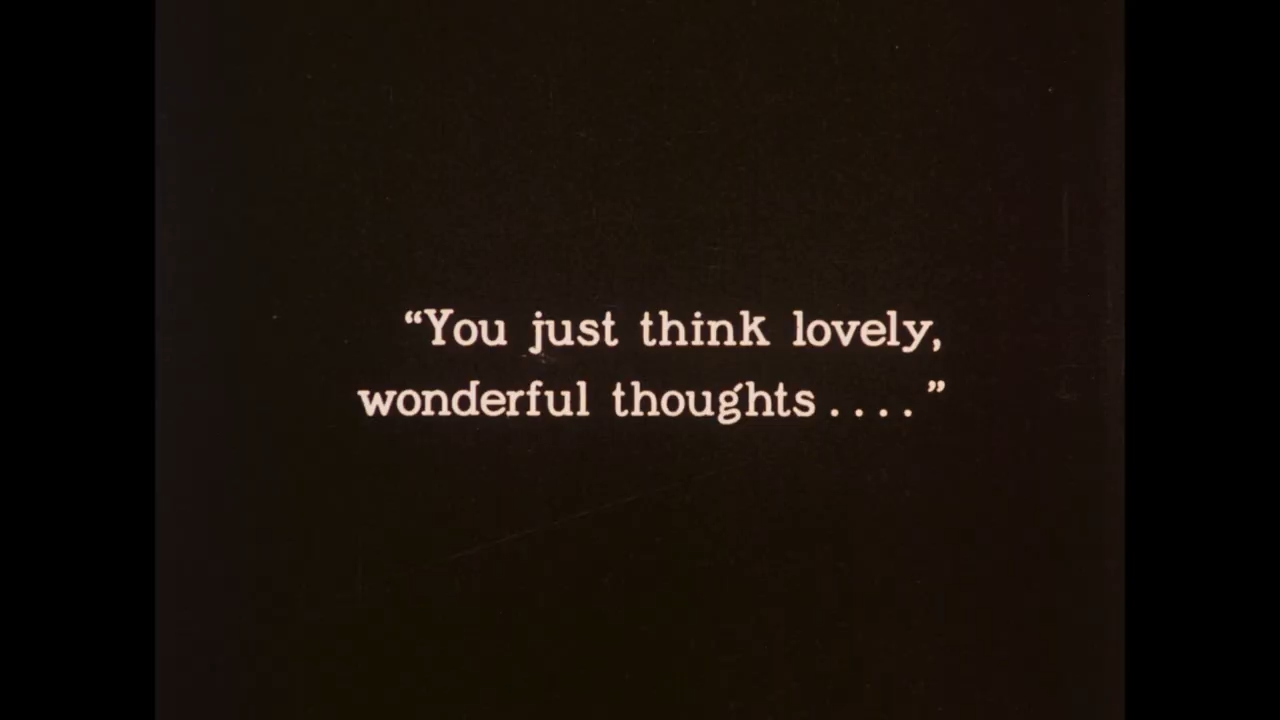 “You just think lovely,
wonderful thoughts . . . . ”